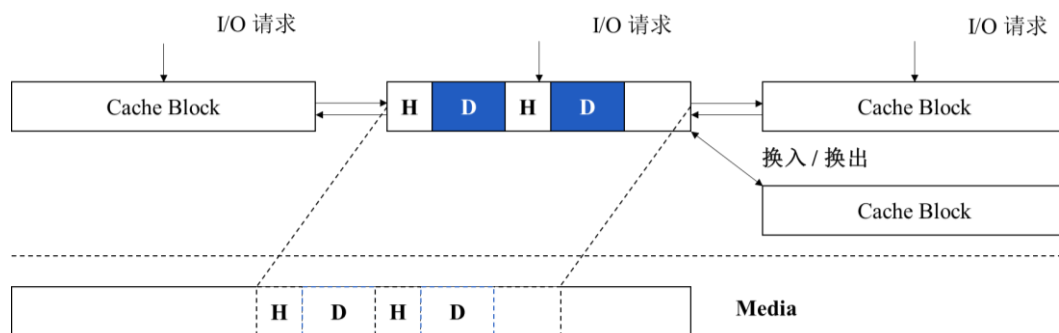 I/O 请求 I/O 请求 I/O 请求
Cache Block H D H D Cache Block
换入 / 换出
Cache Block
H D H D Media